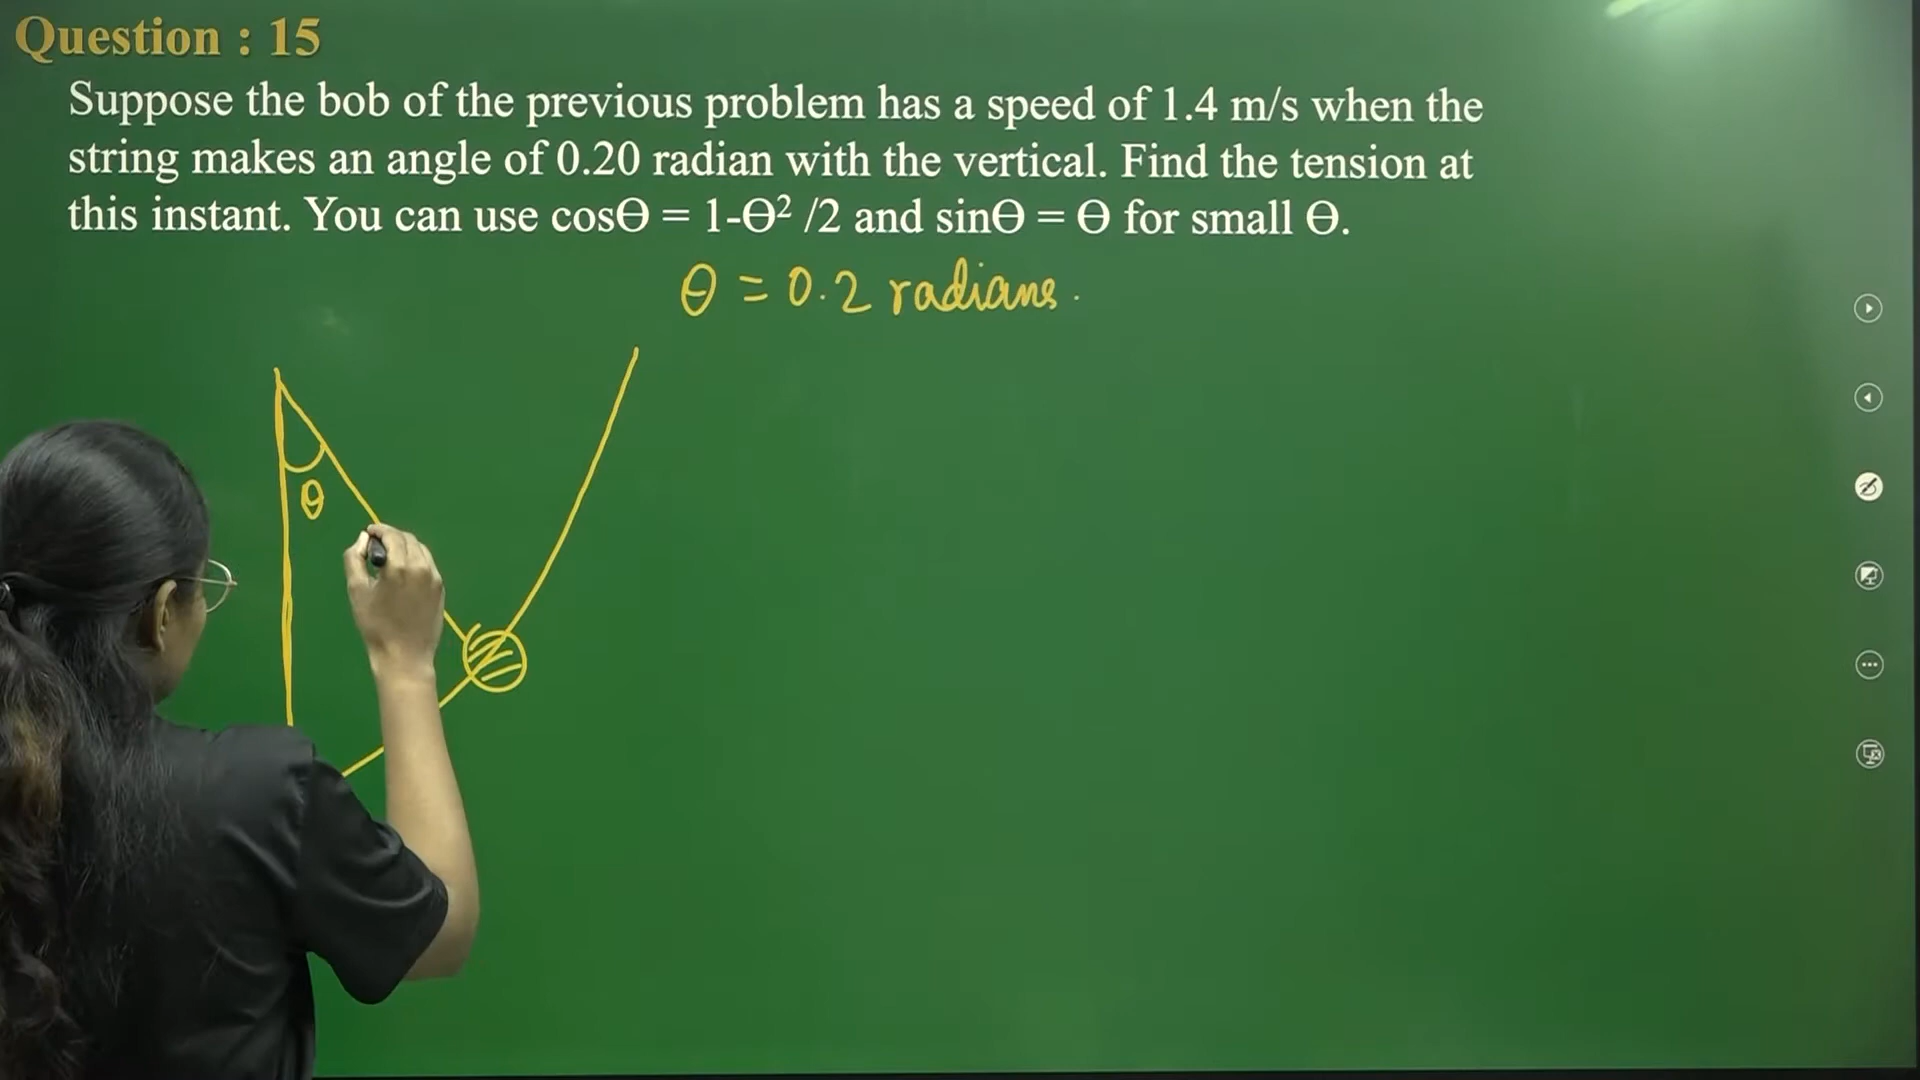 Question : 15
Suppose the bob of the previous problem has a speed of 1.4 m/s when the
string makes an angle of 0.20 radian with the vertical. Find the tension at
this instant. You can use cosΘ = 1-Θ² /2 and sinΘ = Θ for small Θ.
θ = 0.2 radians.
θ